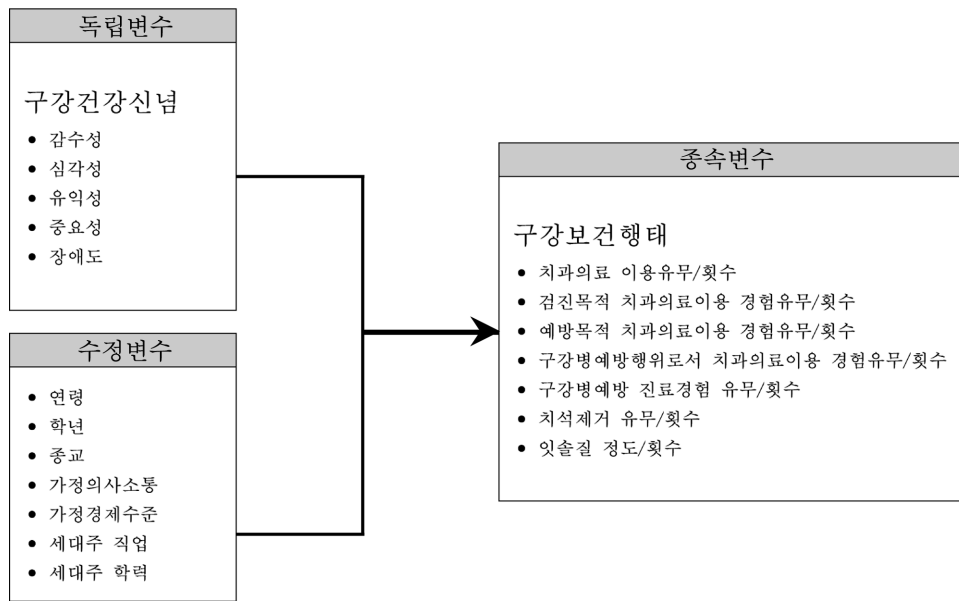 독립변수
구강건강신념
• 감수성
• 심각성
• 유익성
• 중요성
• 장애도
수정변수
• 연령
• 학년
• 종교
• 가정의사소통
• 가정경제수준
• 세대주 직업
• 세대주 학력
종속변수
구강보건행태
• 치과의료 이용유무/횟수
• 검진목적 치과의료이용 경험유무/횟수
• 예방목적 치과의료이용 경험유무/횟수
• 구강병예방행위로서 치과의료이용 경험유무/횟수
• 구강병예방 진료경험 유무/횟수
• 치석제거 유무/횟수
• 잇솔질 정도/횟수